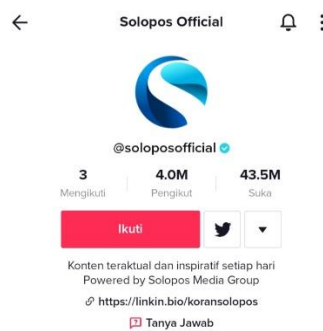 Solopos Official
@soloposofficial
3 4.0M 43.5M
Mengikuti Pengikut Suka
Ikuti
Konten teraktual dan inspiratif setiap hari
Powered by Solopos Media Group
https://linkin.bio/koransolopos
Tanya Jawab